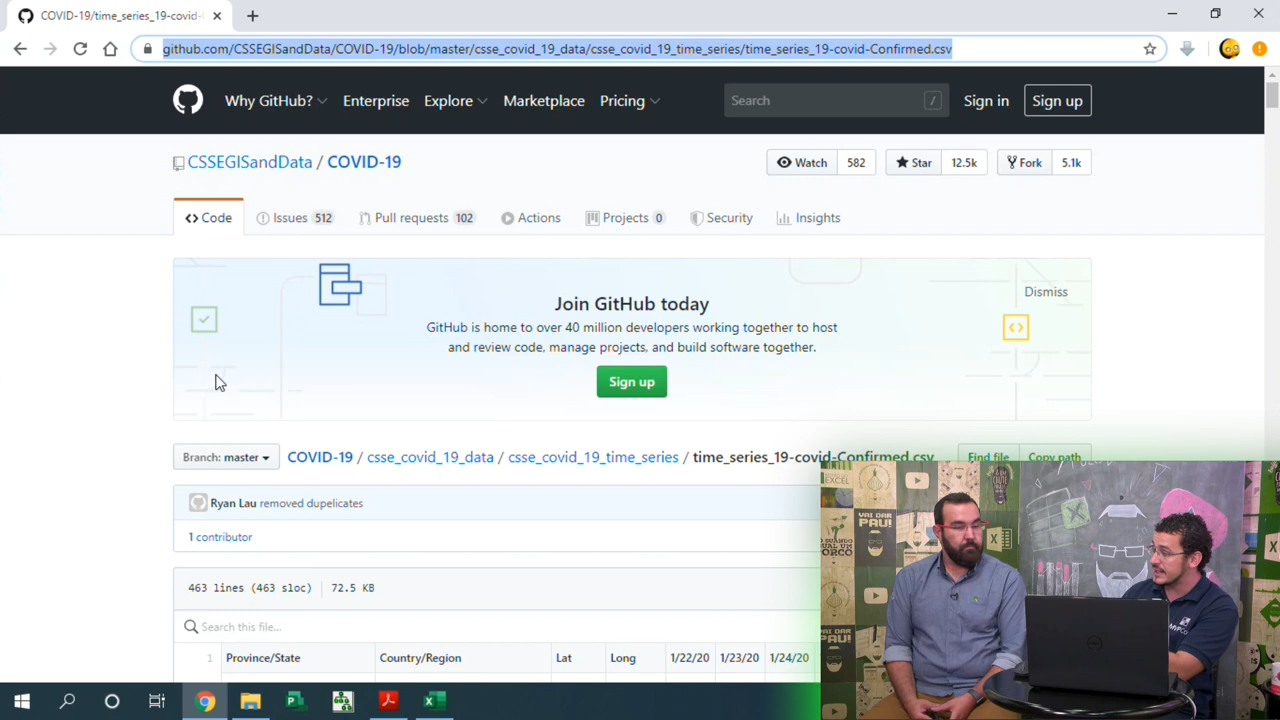 COVID-19/time_series_19-covid-
github.com/CSSEGISandData/COVID-19/blob/master/csse_covid_19_data/csse_covid_19_time_series/time_series_19-covid-Confirmed.csv
Why GitHub? Enterprise Explore Marketplace Pricing Search / Sign in Sign up
CSSEGISandData / COVID-19 Watch 582 Star 12.5k Fork 5.1k
Code Issues 512 Pull requests 102 Actions Projects 0 Security Insights
Dismiss
Join GitHub today
GitHub is home to over 40 million developers working together to host
and review code, manage projects, and build software together.
Sign up
Branch: master COVID-19 / csse_covid_19_data / csse_covid_19_time_series / time_series_19-covid-Confirmed.csv Find file Copy path
Ryan Lau removed dupelicates
1 contributor
463 lines (463 sloc) 72.5 KB
Search this file...
1 Province/State Country/Region Lat Long 1/22/20 1/23/20 1/24/20
EXCEL
VAI DAR
PAU!